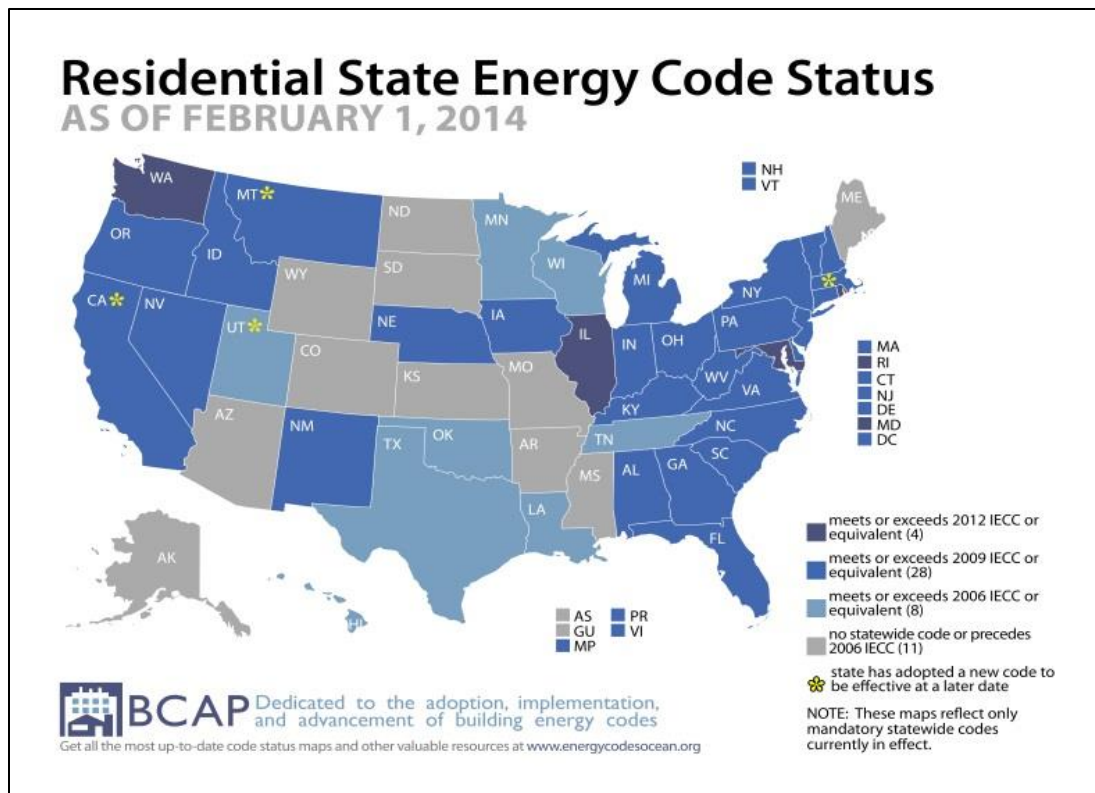 Residential State Energy Code Status
AS OF FEBRUARY 1, 2014
NH
VT
WA
MT
ND
MN
ME
OR
ID
WY
SD
WI
MI
NY
CA
NV
UT
NE
IA
IL
IN
OH
PA
CO
KS
MO
WV
VA
KY
MA
RI
CT
NJ
DE
MD
DC
AZ
NM
TX
OK
AR
TN
NC
MS
AL
GA
SC
LA
FL
AK
HI
AS
GU
MP
PR
VI
meets or exceeds 2012 IECC or
equivalent (4)
meets or exceeds 2009 IECC or
equivalent (28)
meets or exceeds 2006 IECC or
equivalent (8)
no statewide code or precedes
2006 IECC (11)
state has adopted a new code to
be effective at a later date
NOTE: These maps reflect only
mandatory statewide codes
currently in effect.
BCAP
Dedicated to the adoption, implementation,
and advancement of building energy codes
Get all the most up-to-date code status maps and other valuable resources at www.energycodesocean.org